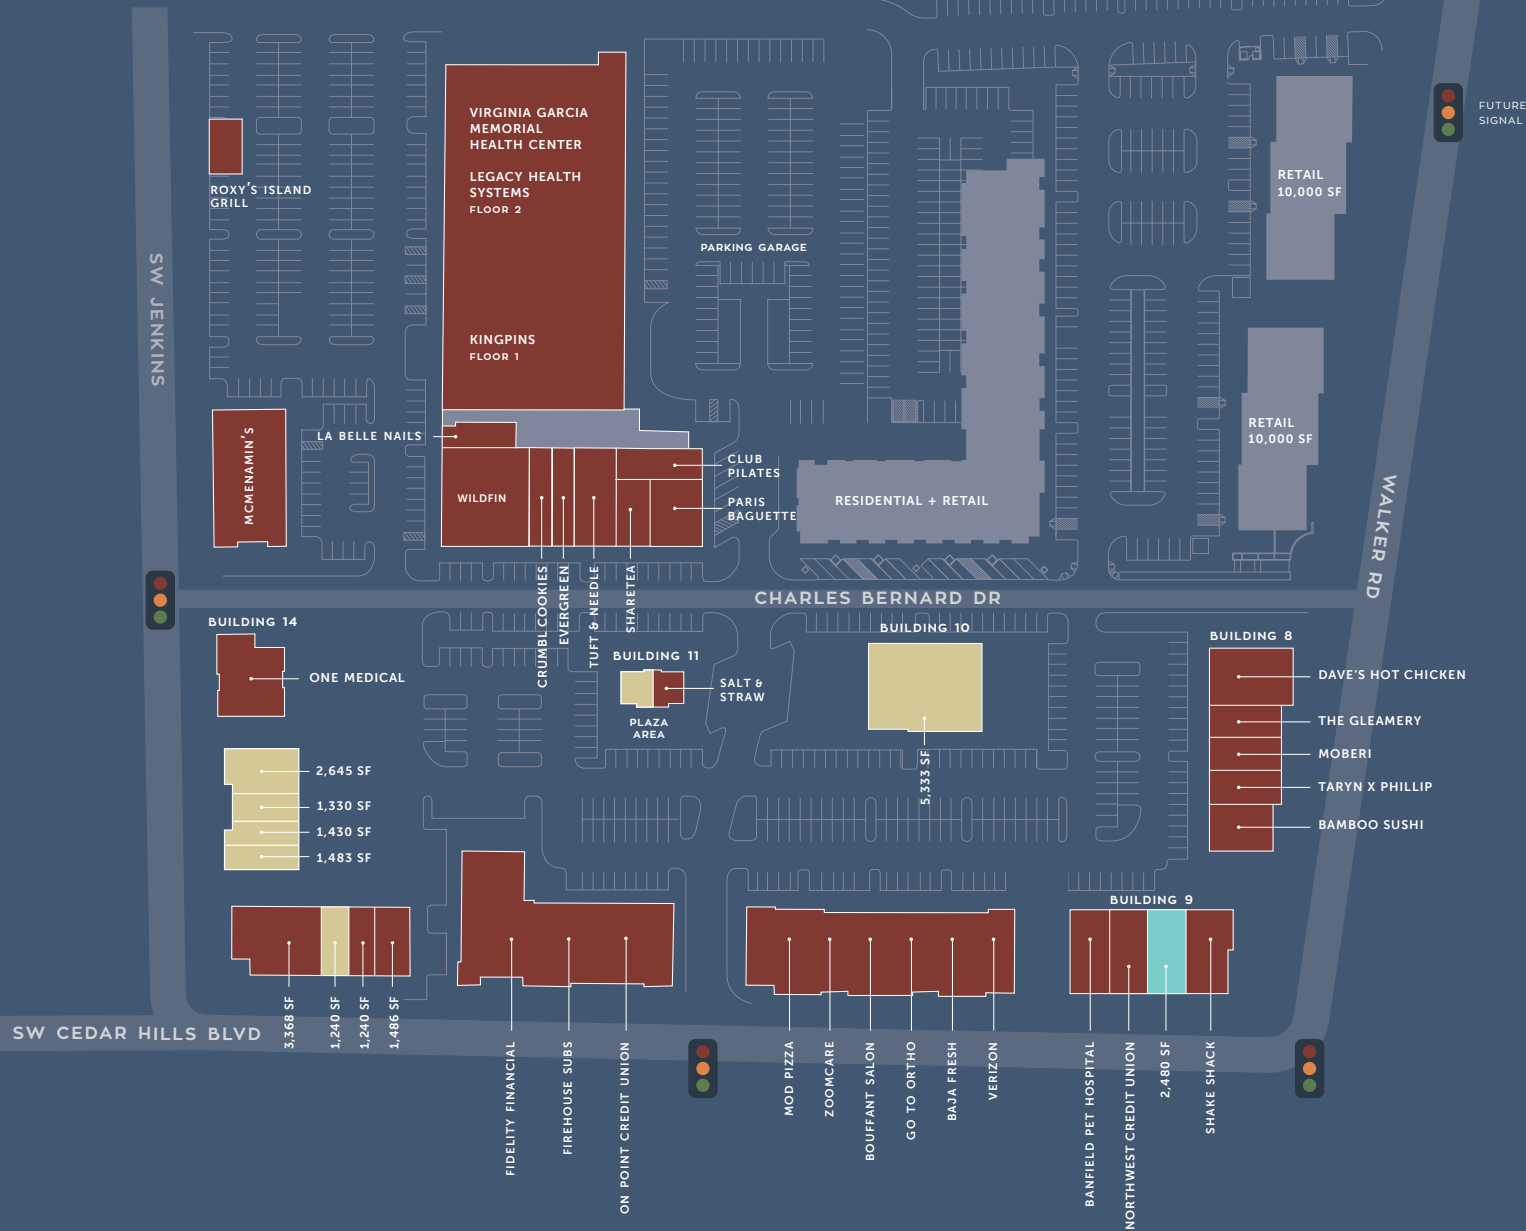 FUTURE
SIGNAL
VIRGINIA GARCIA
MEMORIAL
HEALTH CENTER
LEGACY HEALTH
SYSTEMS
FLOOR 2
ROXY'S ISLAND
GRILL
RETAIL
10,000 SF
PARKING GARAGE
SW JENKINS
KINGPINS
FLOOR 1
MCMENAMIN'S
LA BELLE NAILS
WILDFIN
CLUB
PILATES
PARIS
BAGUETTE
RESIDENTIAL + RETAIL
RETAIL
10,000 SF
WALKER RD
CRUMBL COOKIES
EVERGREEN
TUFT & NEEDLE
SHARETEA
CHARLES BERNARD DR
BUILDING 14
ONE MEDICAL
BUILDING 11
SALT &
STRAW
PLAZA
AREA
BUILDING 10
5,333 SF
BUILDING 8
DAVE'S HOT CHICKEN
THE GLEAMERY
MOBERI
TARYN X PHILLIP
BAMBOO SUSHI
2,645 SF
1,330 SF
1,430 SF
1,483 SF
BUILDING 9
SW CEDAR HILLS BLVD
3,368 SF
1,240 SF
1,240 SF
1,486 SF
FIDELITY FINANCIAL
FIREHOUSE SUBS
ON POINT CREDIT UNION
MOD PIZZA
ZOOMCARE
BOUFFANT SALON
GO TO ORTHO
BAJA FRESH
VERIZON
BANFIELD PET HOSPITAL
NORTHWEST CREDIT UNION
2,480 SF
SHAKE SHACK